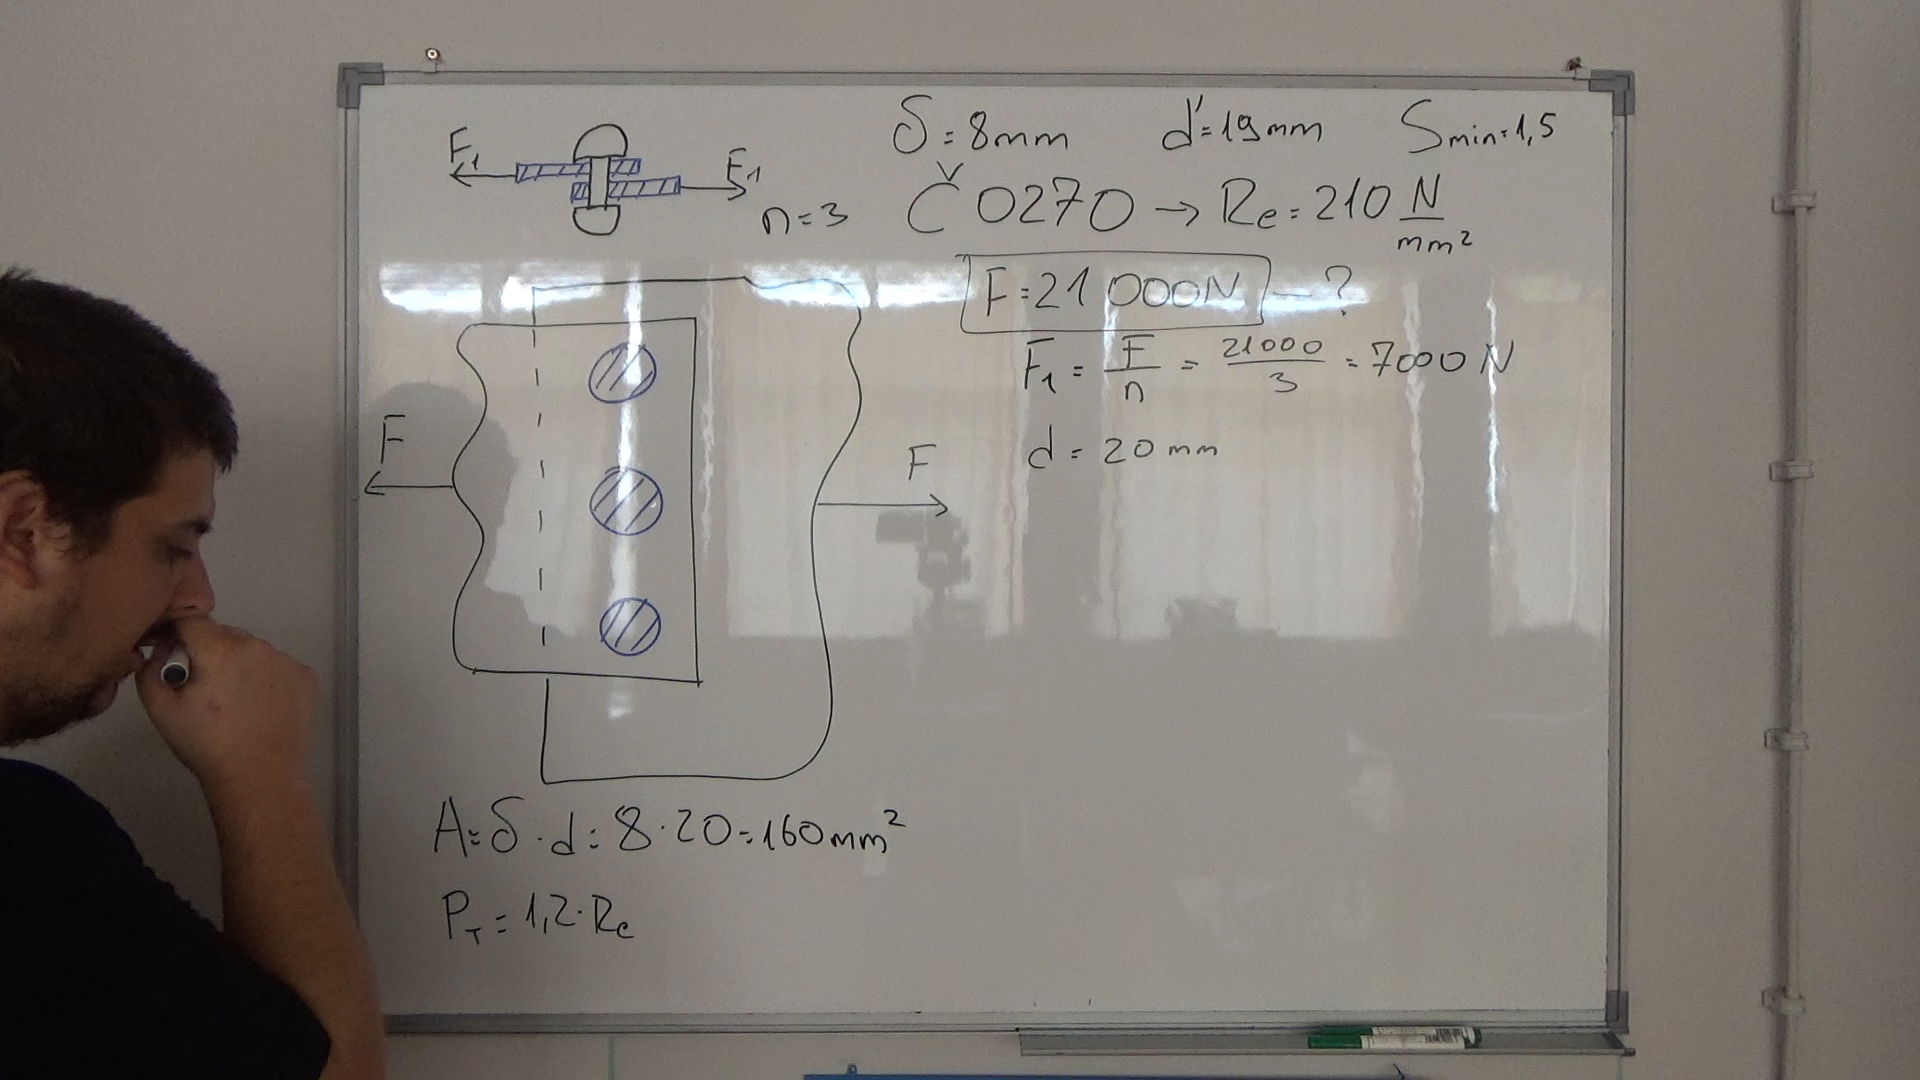 F₁
F₁
n=3
δ=8mm d'=19mm Smin=1,5
Č 0270 → Re=210 N/mm²
F=21 000N — ?
F₁ = F/n = 21000/3 = 7000 N
d = 20 mm
F
F
A=δ·d=8·20=160mm²
P_T=1,2·Re